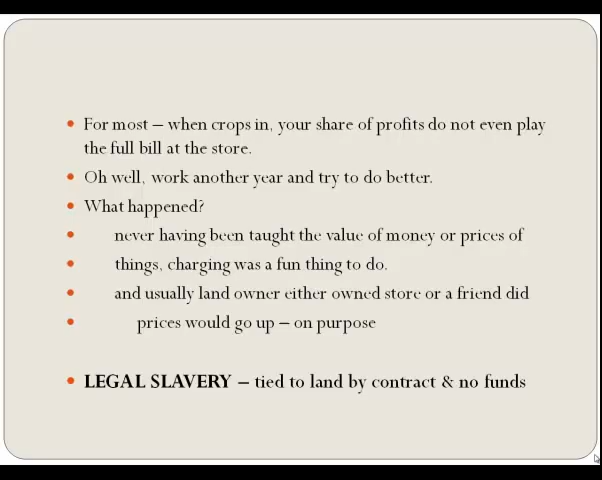 • For most – when crops in, your share of profits do not even play
the full bill at the store.
• Oh well, work another year and try to do better.
• What happened?
• never having been taught the value of money or prices of
• things, charging was a fun thing to do.
• and usually land owner either owned store or a friend did
• prices would go up – on purpose
• LEGAL SLAVERY – tied to land by contract & no funds